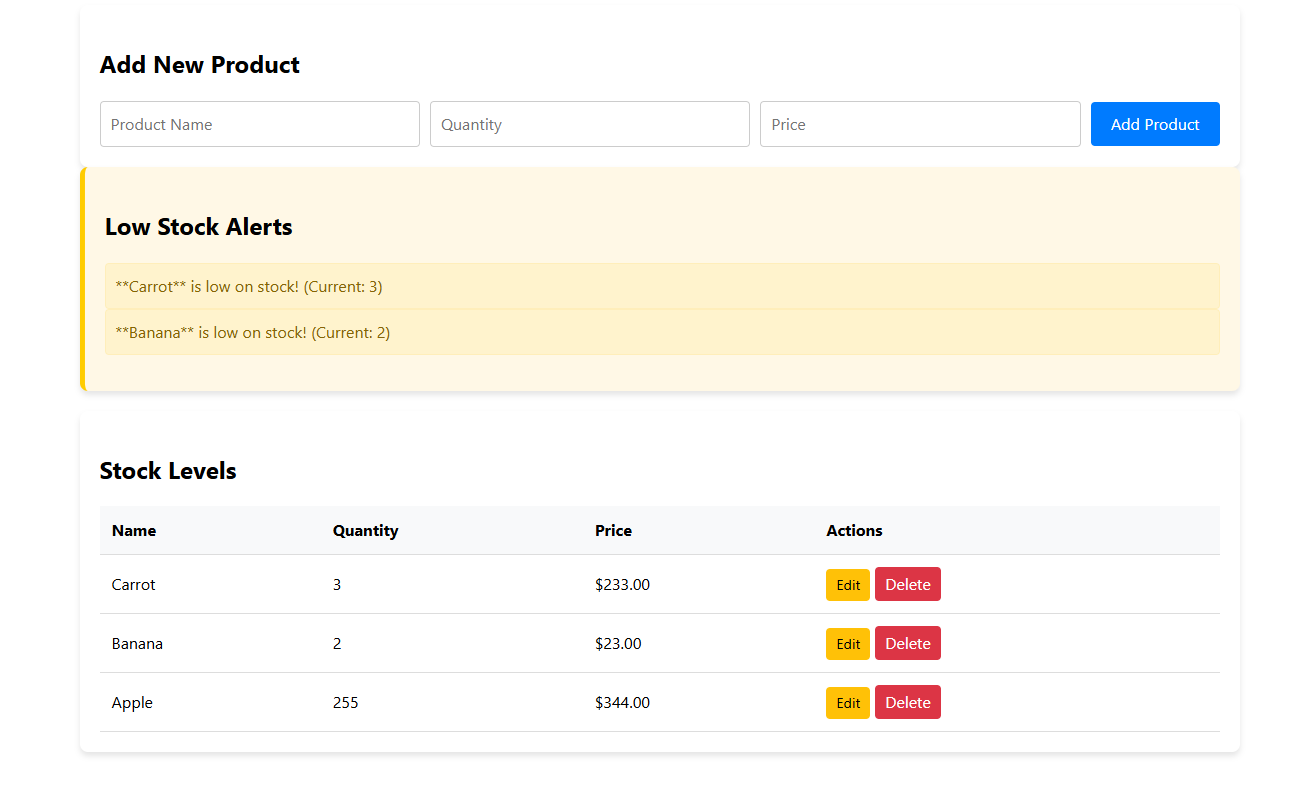 Add New Product
Product Name Quantity Price Add Product
Low Stock Alerts
**Carrot** is low on stock! (Current: 3)
**Banana** is low on stock! (Current: 2)
Stock Levels
Name Quantity Price Actions
Carrot 3 $233.00 Edit Delete
Banana 2 $23.00 Edit Delete
Apple 255 $344.00 Edit Delete